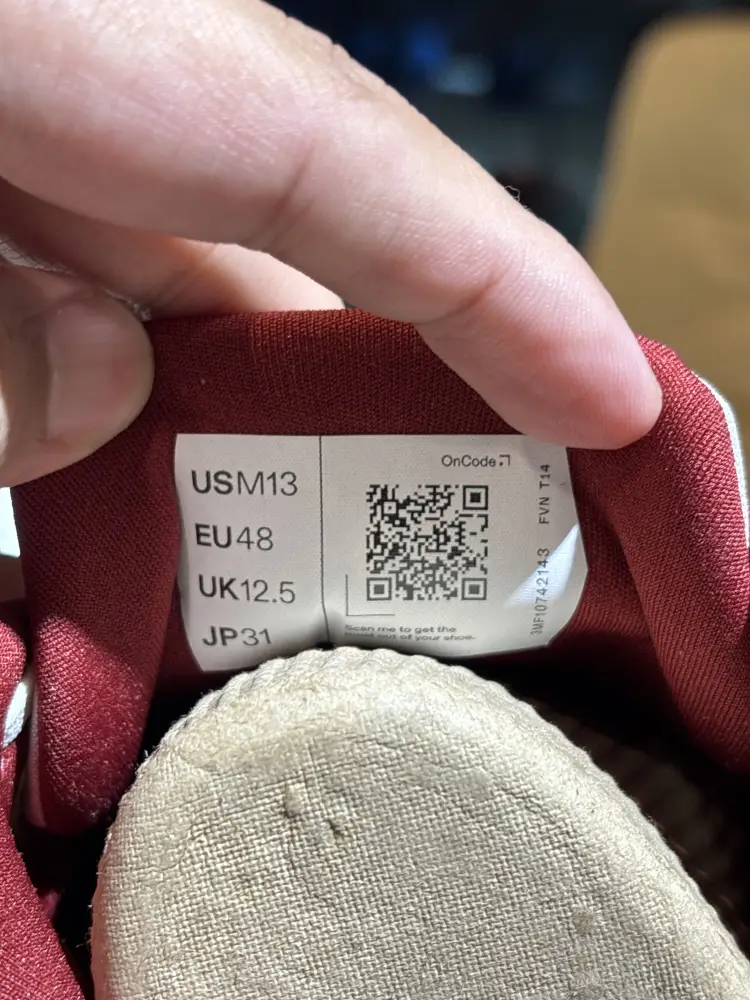 USM13
EU48
UK12.5
JP31
OnCode
Scan me to get the
most out of your shoe.
3MF10742143 FVN T14